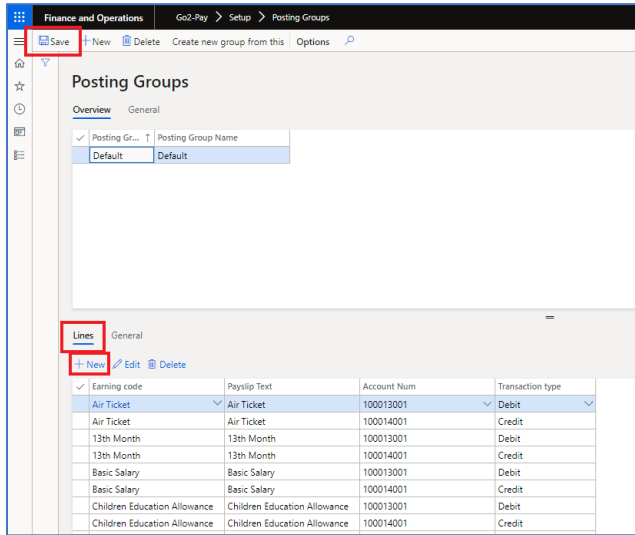 Finance and Operations Go2-Pay > Setup > Posting Groups
Save + New Delete Create new group from this Options
Posting Groups
Overview General
Posting Gr... ↑ Posting Group Name
Default Default
Lines General
+ New Edit Delete
Earning code Payslip Text Account Num Transaction type
Air Ticket Air Ticket 100013001 Debit
Air Ticket Air Ticket 100014001 Credit
13th Month 13th Month 100013001 Debit
13th Month 13th Month 100014001 Credit
Basic Salary Basic Salary 100013001 Debit
Basic Salary Basic Salary 100014001 Credit
Children Education Allowance Children Education Allowance 100013001 Debit
Children Education Allowance Children Education Allowance 100014001 Credit